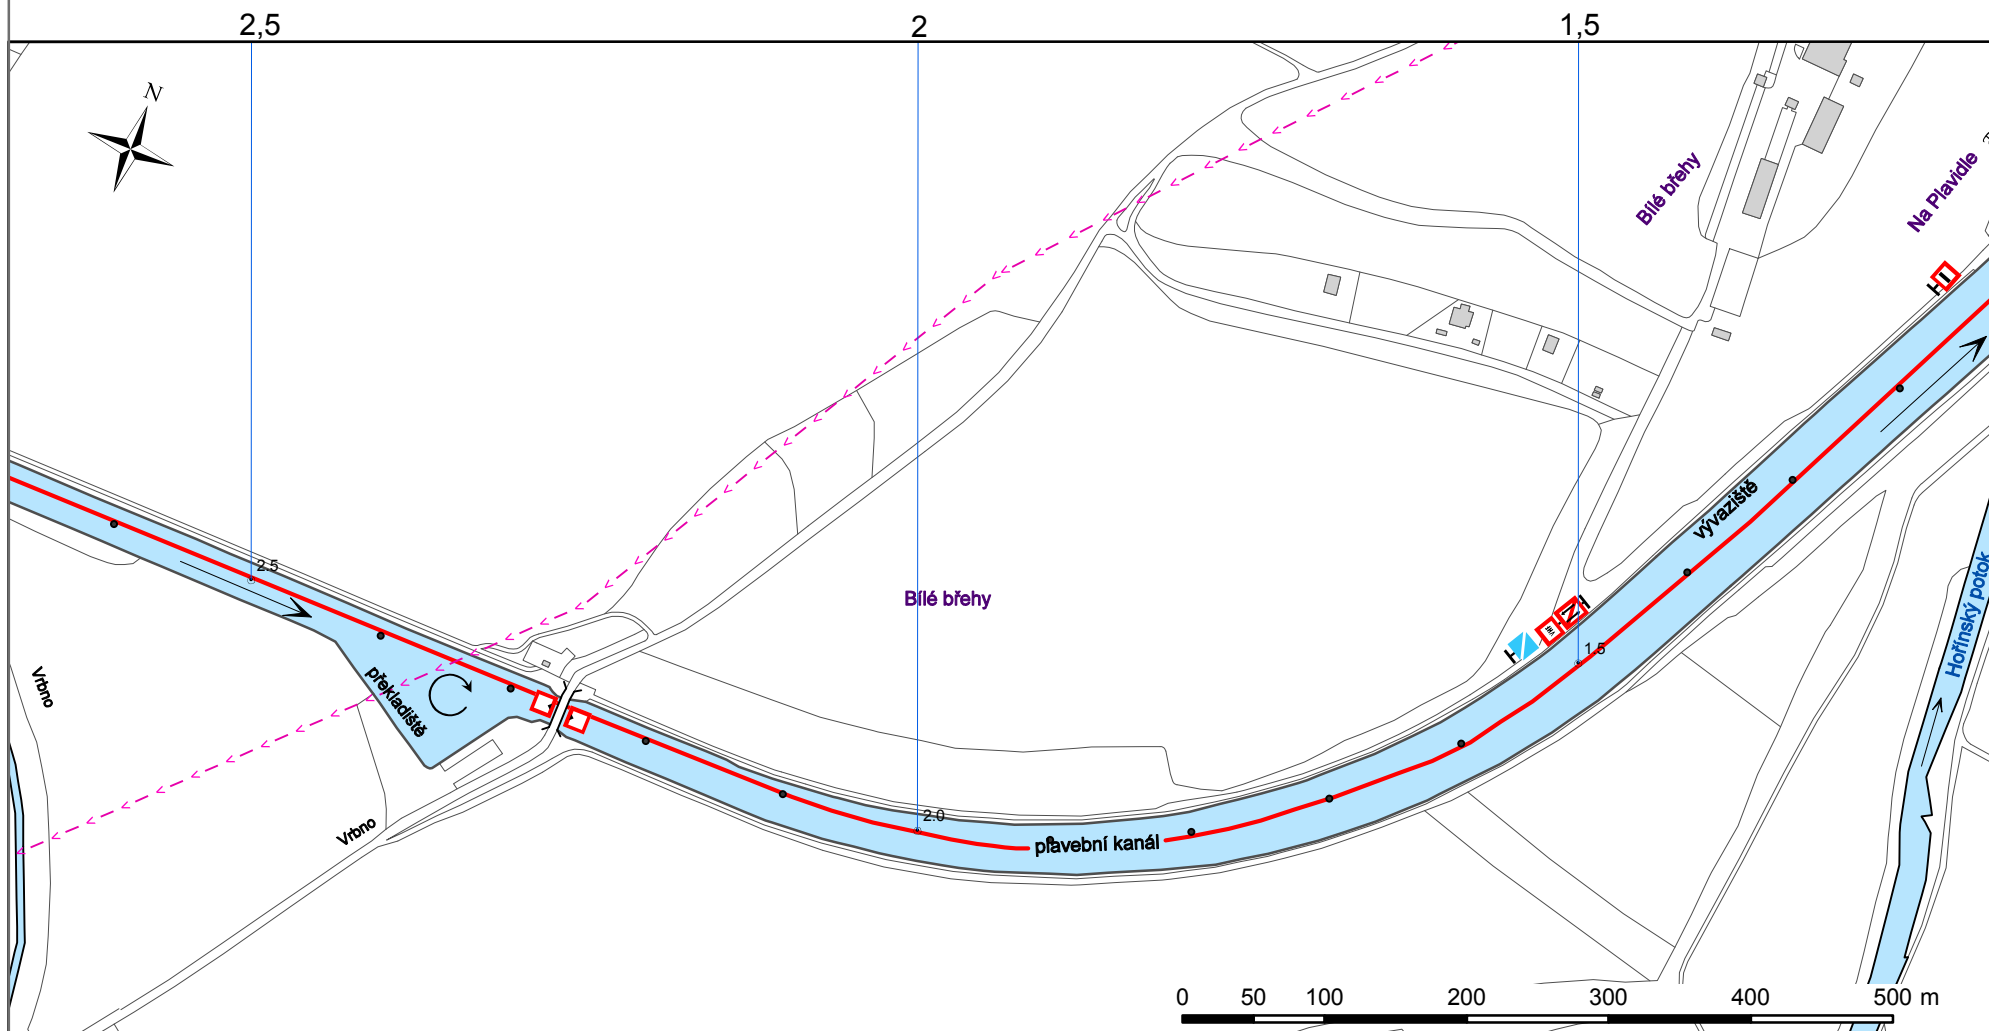 2,5 2 1,5
N
Bílé břehy
Na Plavidle
H
2.5
Bílé břehy
vývaziště
Hořínský potok
H
VHF
H
1.5
Vrbno
překladiště
2.0
plavební kanál
Vrbno
0 50 100 200 300 400 500 m